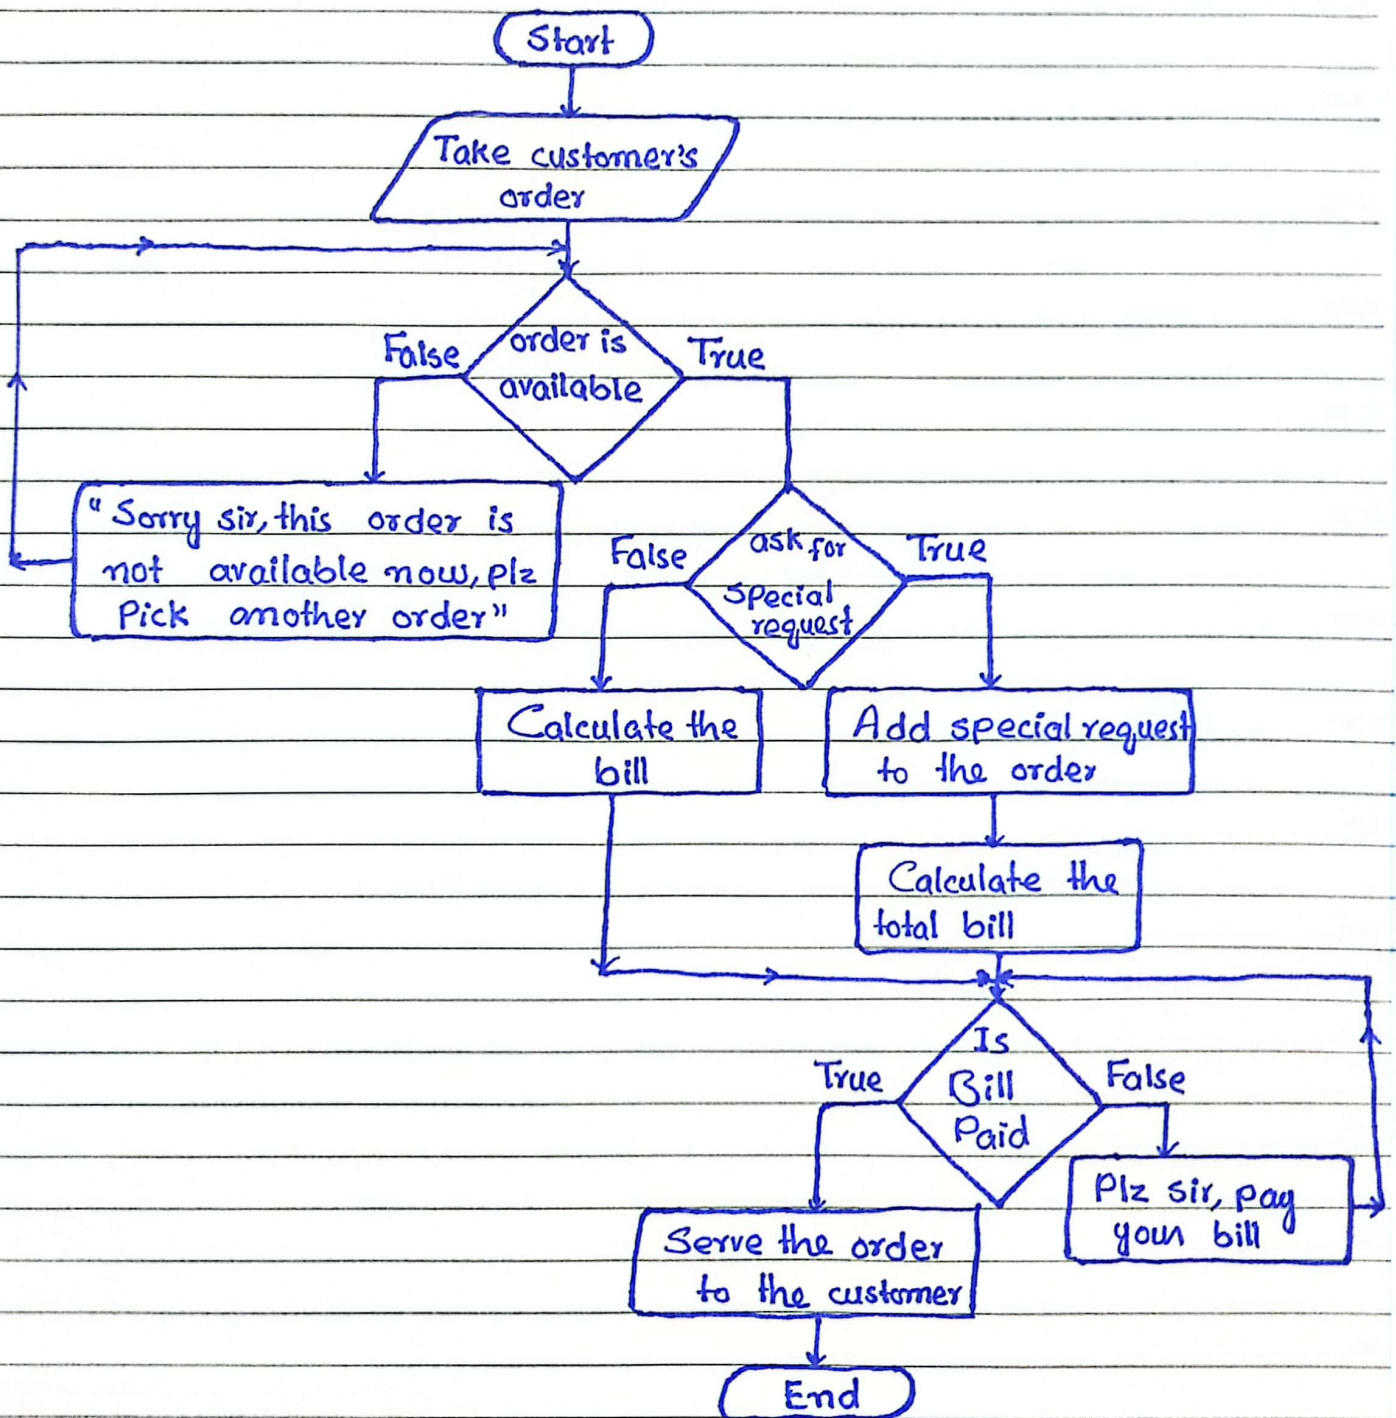 Start
Take customer's
order
False
order is
available
True
"Sorry sir, this order is
not available now, plz
Pick another order"
False
ask for
special
request
True
Calculate the
bill
Add special request
to the order
Calculate the
total bill
True
Is
Bill
Paid
False
Plz sir, pay
your bill
Serve the order
to the customer
End